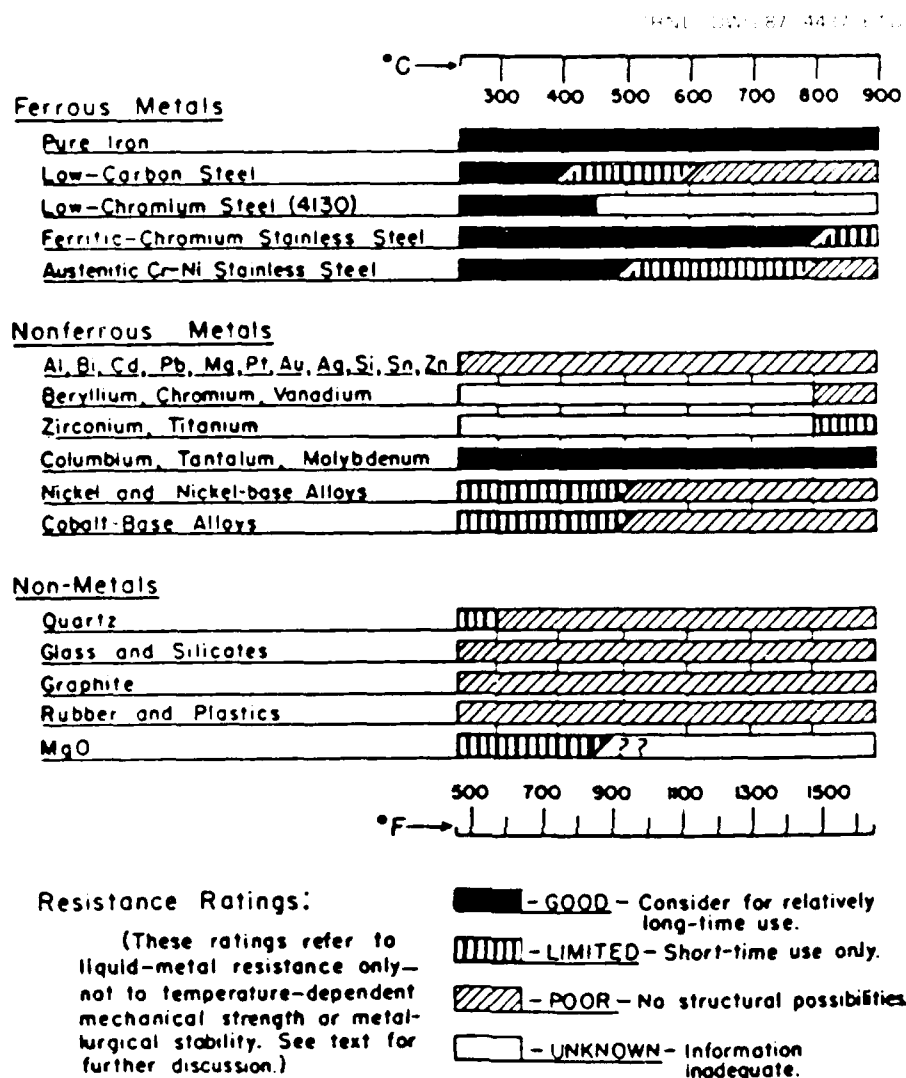 °C
300 400 500 600 700 800 900
Ferrous Metals
Pure Iron
Low-Carbon Steel
Low-Chromium Steel (4130)
Ferritic-Chromium Stainless Steel
Austenitic Cr-Ni Stainless Steel
Nonferrous Metals
Al, Bi, Cd, Pb, Mg, Pt, Au, Ag, Si, Sn, Zn
Beryllium, Chromium, Vanadium
Zirconium, Titanium
Columbium, Tantalum, Molybdenum
Nickel and Nickel-base Alloys
Cobalt-Base Alloys
Non-Metals
Quartz
Glass and Silicates
Graphite
Rubber and Plastics
MgO
? ?
500 700 900 1100 1300 1500
°F
Resistance Ratings:
(These ratings refer to
liquid-metal resistance only—
not to temperature-dependent
mechanical strength or metal-
lurgical stability. See text for
further discussion.)
- GOOD - Consider for relatively
long-time use.
- LIMITED - Short-time use only.
- POOR - No structural possibilities
- UNKNOWN - Information
inadequate.